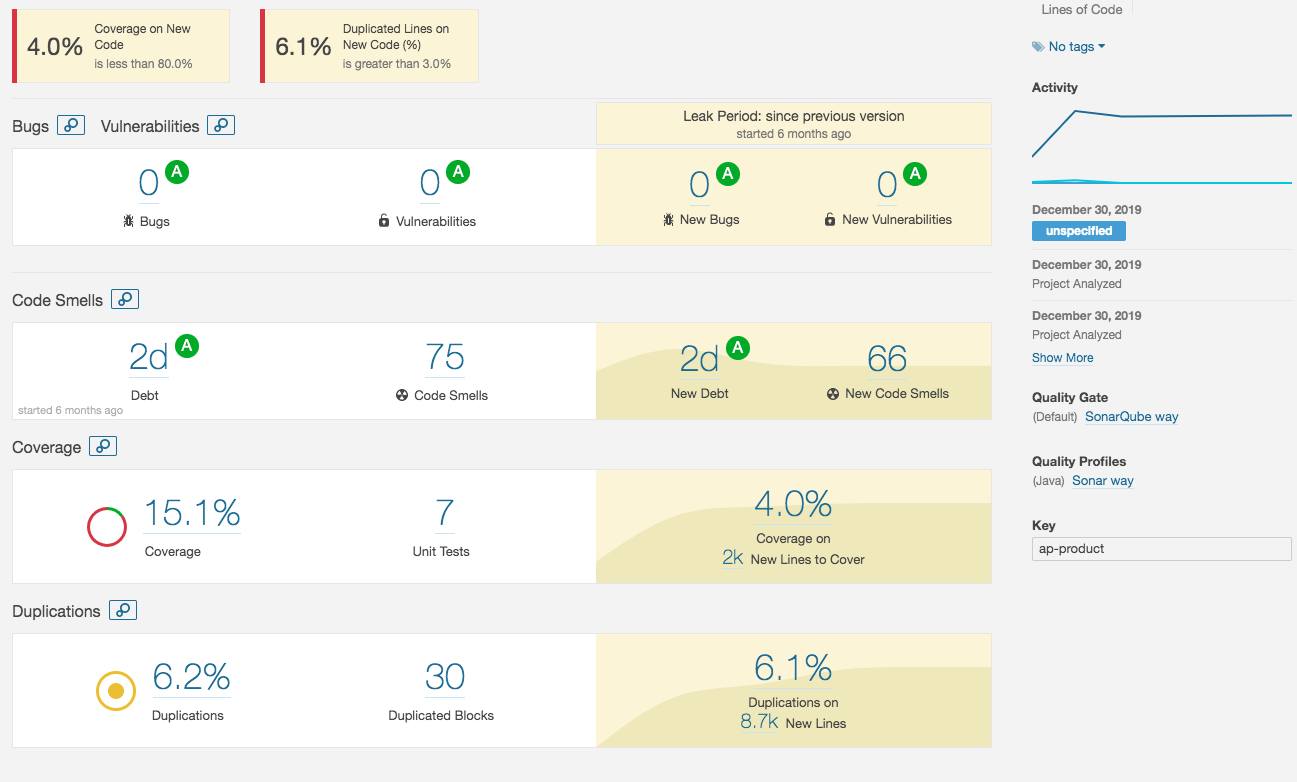 4.0%
Coverage on New
Code
is less than 80.0%
6.1%
Duplicated Lines on
New Code (%)
is greater than 3.0%
Bugs
Vulnerabilities
Leak Period: since previous version
started 6 months ago
0 A
Bugs
0 A
Vulnerabilities
0 A
New Bugs
0 A
New Vulnerabilities
Code Smells
2d A
Debt
started 6 months ago
75
Code Smells
2d A
New Debt
66
New Code Smells
Coverage
15.1%
Coverage
7
Unit Tests
4.0%
Coverage on
2k New Lines to Cover
Duplications
6.2%
Duplications
30
Duplicated Blocks
6.1%
Duplications on
8.7k New Lines
Lines of Code
No tags
Activity
December 30, 2019
unspecified
December 30, 2019
Project Analyzed
December 30, 2019
Project Analyzed
Show More
Quality Gate
(Default) SonarQube way
Quality Profiles
(Java) Sonar way
Key
ap-product